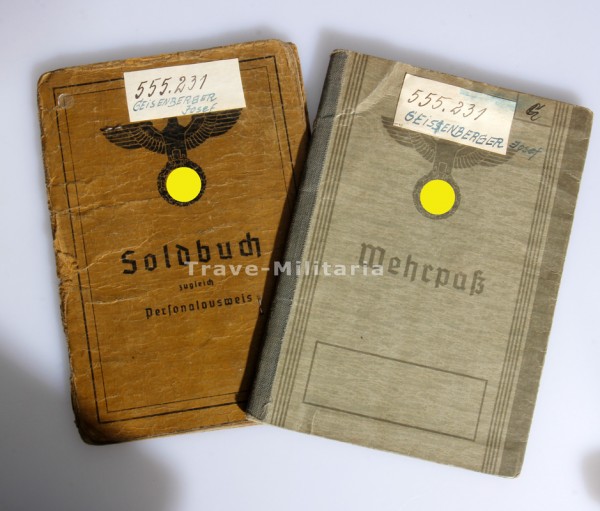 555.231
GEISENBERGER
Josef
Soldbuch
zugleich
Personalausweis
555.231
GEISENBERGER Josef
Wehrpaß
Trave-Militaria